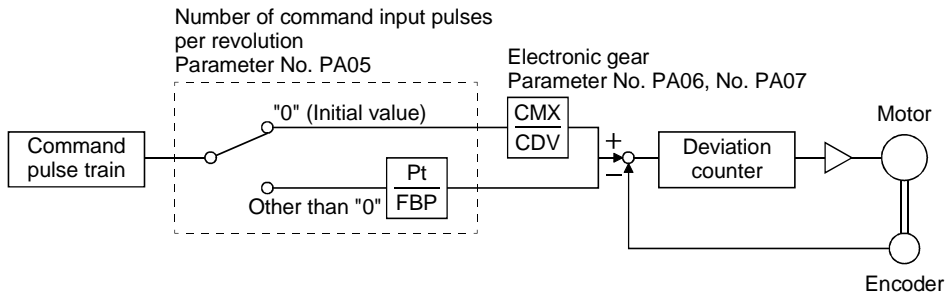 Number of command input pulses
per revolution
Parameter No. PA05
Electronic gear
Parameter No. PA06, No. PA07
"0" (Initial value)
CMX
CDV
Motor
Command
pulse train
+
−
Deviation
counter
Pt
FBP
Other than "0"
Encoder